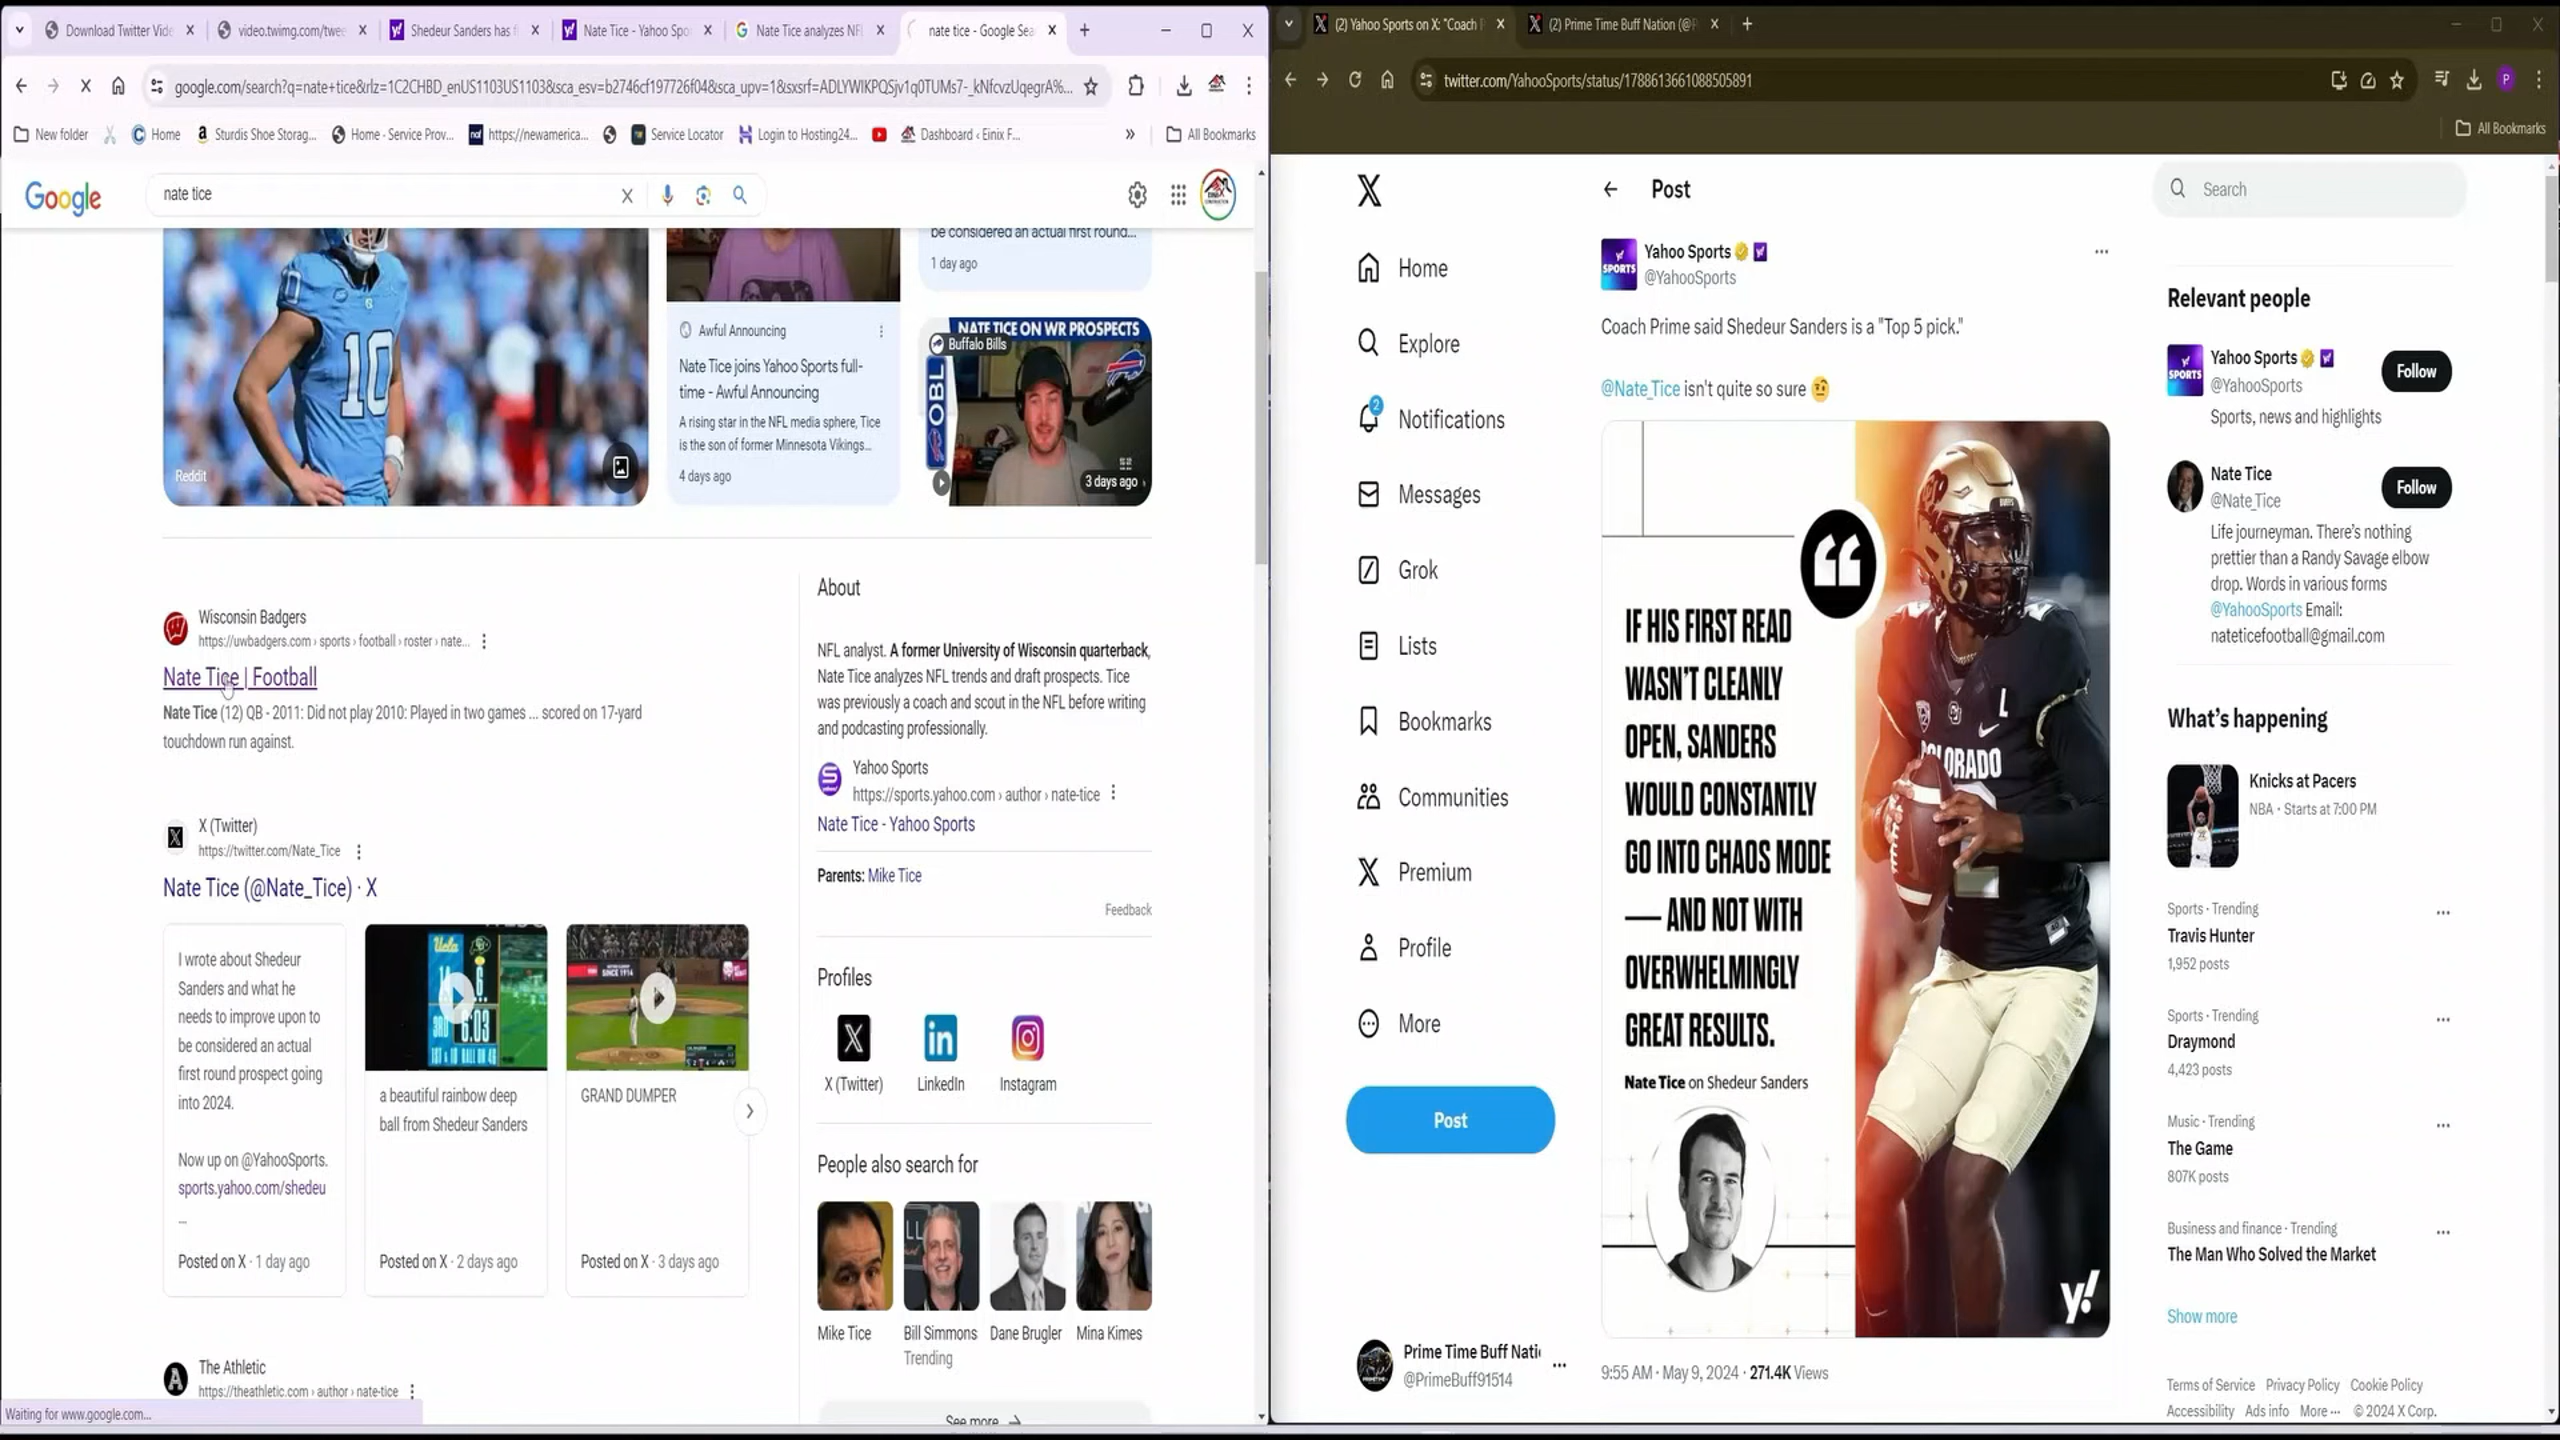 Download Twitter Vide
video.twimg.com/twee
Shedeur Sanders has f
Nate Tice - Yahoo Spo
Nate Tice analyzes NF
nate tice - Google Sea
google.com/search?q=nate+tice&rlz=1C2CHBD_enUS1103US1103&sca_esv=b2746cf197726f04&sca_upv=1&sxsrf=ADLYWIKPQSjv1q0TUMs7-_kNfcvzUqegrA%...
New folder
Home
Sturdis Shoe Storag...
Home - Service Prov...
https://newamerica...
Service Locator
Login to Hosting24...
Dashboard ‹ Einix F...
»
All Bookmarks
Google
nate tice
10
Reddit
Awful Announcing
Nate Tice joins Yahoo Sports full-
time - Awful Announcing
A rising star in the NFL media sphere, Tice
is the son of former Minnesota Vikings...
4 days ago
be considered an actual first round...
1 day ago
NATE TICE ON WR PROSPECTS
Buffalo Bills
OBL
3 days ago
Wisconsin Badgers
https://uwbadgers.com › sports › football › roster › nate...
Nate Tice | Football
Nate Tice (12) QB - 2011: Did not play 2010: Played in two games ... scored on 17-yard
touchdown run against.
X (Twitter)
https://twitter.com/Nate_Tice
Nate Tice (@Nate_Tice) · X
I wrote about Shedeur
Sanders and what he
needs to improve upon to
be considered an actual
first round prospect going
into 2024.
Now up on @YahooSports.
sports.yahoo.com/shedeu
...
Posted on X · 1 day ago
a beautiful rainbow deep
ball from Shedeur Sanders
Posted on X · 2 days ago
GRAND DUMPER
Posted on X · 3 days ago
The Athletic
https://theathletic.com › author › nate-tice
Waiting for www.google.com...
About
NFL analyst. A former University of Wisconsin quarterback,
Nate Tice analyzes NFL trends and draft prospects. Tice
was previously a coach and scout in the NFL before writing
and podcasting professionally.
Yahoo Sports
https://sports.yahoo.com › author › nate-tice
Nate Tice - Yahoo Sports
Parents: Mike Tice
Feedback
Profiles
X (Twitter)
LinkedIn
Instagram
People also search for
Mike Tice
Bill Simmons
Trending
Dane Brugler
Mina Kimes
See more
(2) Yahoo Sports on X: "Coach P
(2) Prime Time Buff Nation (@P
twitter.com/YahooSports/status/1788613661088505891
All Bookmarks
Home
Explore
2
Notifications
Messages
Grok
Lists
Bookmarks
Communities
Premium
Profile
More
Post
Prime Time Buff Nati
@PrimeBuff91514
Post
Yahoo Sports
@YahooSports
Coach Prime said Shedeur Sanders is a "Top 5 pick."
@Nate_Tice isn't quite so sure
IF HIS FIRST READ
WASN'T CLEANLY
OPEN, SANDERS
WOULD CONSTANTLY
GO INTO CHAOS MODE
— AND NOT WITH
OVERWHELMINGLY
GREAT RESULTS.
Nate Tice on Shedeur Sanders
COLORADO
L
y!
9:55 AM · May 9, 2024 · 271.4K Views
Search
Relevant people
Yahoo Sports
@YahooSports
Follow
Sports, news and highlights
Nate Tice
@Nate_Tice
Follow
Life journeyman. There's nothing
prettier than a Randy Savage elbow
drop. Words in various forms
@YahooSports Email:
nateticefootball@gmail.com
What's happening
Knicks at Pacers
NBA · Starts at 7:00 PM
Sports · Trending
Travis Hunter
1,952 posts
Sports · Trending
Draymond
4,423 posts
Music · Trending
The Game
807K posts
Business and finance · Trending
The Man Who Solved the Market
Show more
Terms of Service Privacy Policy Cookie Policy
Accessibility Ads info More ··· © 2024 X Corp.